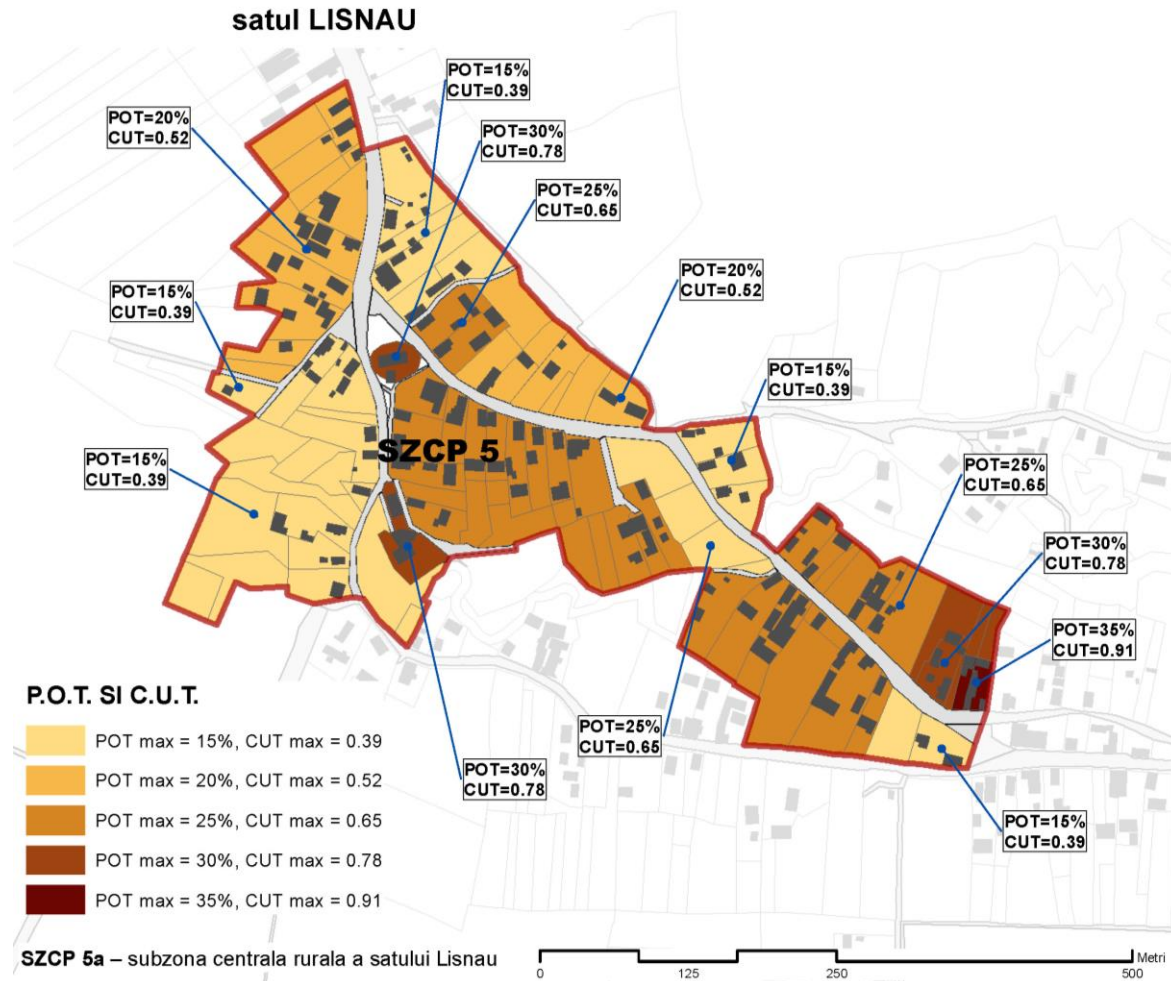 satul LISNAU
POT=15%
CUT=0.39
POT=20%
CUT=0.52
POT=30%
CUT=0.78
POT=25%
CUT=0.65
POT=20%
CUT=0.52
POT=15%
CUT=0.39
POT=15%
CUT=0.39
SZCP 5
POT=15%
CUT=0.39
POT=25%
CUT=0.65
POT=30%
CUT=0.78
POT=35%
CUT=0.91
POT=25%
CUT=0.65
POT=30%
CUT=0.78
POT=15%
CUT=0.39
P.O.T. SI C.U.T.
POT max = 15%, CUT max = 0.39
POT max = 20%, CUT max = 0.52
POT max = 25%, CUT max = 0.65
POT max = 30%, CUT max = 0.78
POT max = 35%, CUT max = 0.91
SZCP 5a – subzona centrala rurala a satului Lisnau
Metri
0 125 250 500